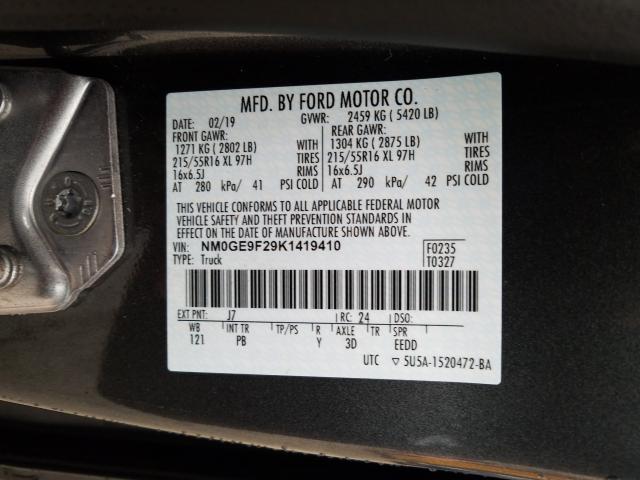 MFD. BY FORD MOTOR CO.
DATE: 02/19 GVWR: 2459 KG ( 5420 LB)
FRONT GAWR: REAR GAWR:
1271 KG ( 2802 LB) WITH 1304 KG ( 2875 LB) WITH
215/55R16 XL 97H TIRES 215/55R16 XL 97H TIRES
16x6.5J RIMS 16x6.5J RIMS
AT 280 kPa/ 41 PSI COLD AT 290 kPa/ 42 PSI COLD
THIS VEHICLE CONFORMS TO ALL APPLICABLE FEDERAL MOTOR
VEHICLE SAFETY AND THEFT PREVENTION STANDARDS IN
EFFECT ON THE DATE OF MANUFACTURE SHOWN ABOVE.
VIN: NM0GE9F29K1419410 F0235
TYPE: Truck T0327
EXT PNT: J7 RC: 24 DSO:
WB INT TR TP/PS R AXLE TR SPR
121 PB Y 3D EEDD
UTC ▽ 5U5A-1520472-BA